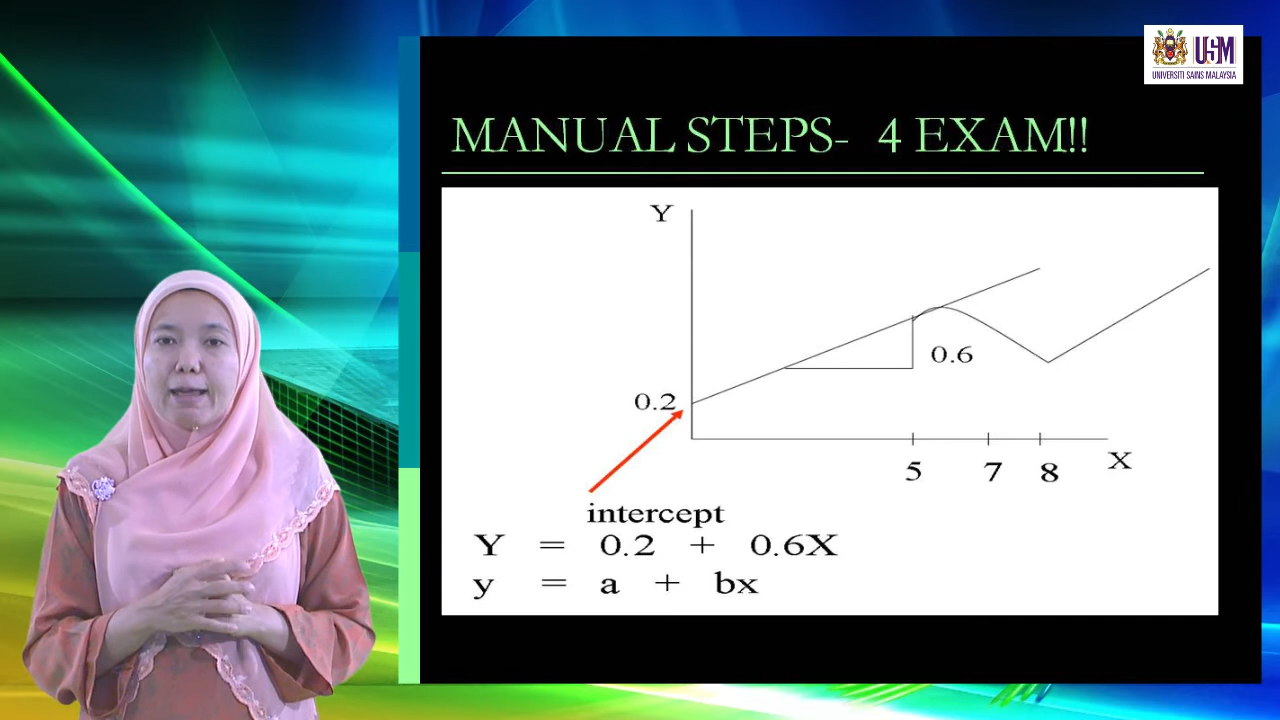 USM
UNIVERSITI SAINS MALAYSIA
MANUAL STEPS- 4 EXAM!!
Y
0.6
0.2
5 7 8 X
intercept
Y = 0.2 + 0.6X
y = a + bx